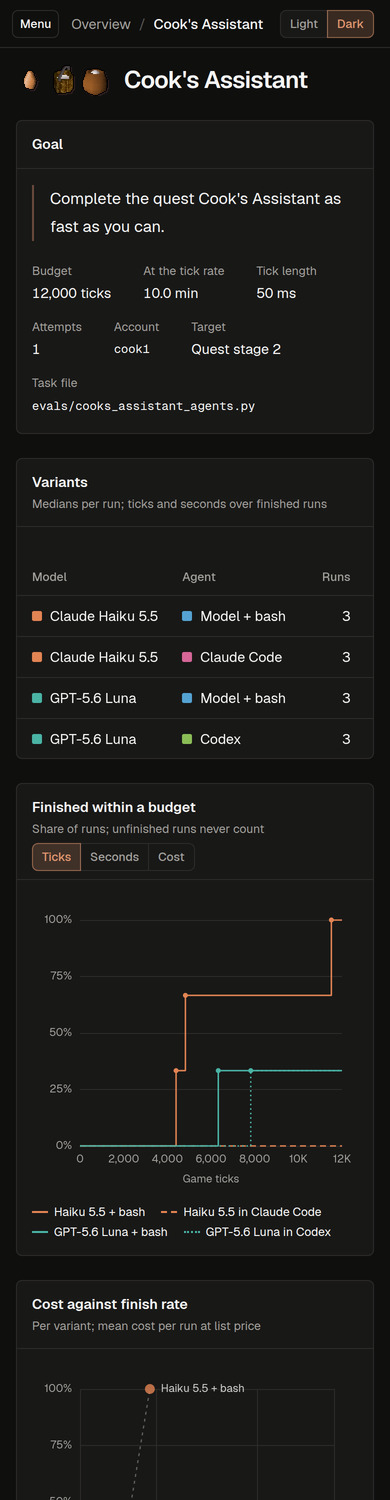 Menu Overview / Cook's Assistant Light Dark
Cook's Assistant
Goal
Complete the quest Cook's Assistant as
fast as you can.
Budget At the tick rate Tick length
12,000 ticks 10.0 min 50 ms
Attempts Account Target
1 cook1 Quest stage 2
Task file
evals/cooks_assistant_agents.py
Variants
Medians per run; ticks and seconds over finished runs
Model Agent Runs
Claude Haiku 5.5 Model + bash 3
Claude Haiku 5.5 Claude Code 3
GPT-5.6 Luna Model + bash 3
GPT-5.6 Luna Codex 3
Finished within a budget
Share of runs; unfinished runs never count
Ticks Seconds Cost
100%
75%
50%
25%
0%
0 2,000 4,000 6,000 8,000 10K 12K
Game ticks
Haiku 5.5 + bash Haiku 5.5 in Claude Code
GPT-5.6 Luna + bash GPT-5.6 Luna in Codex
Cost against finish rate
Per variant; mean cost per run at list price
100% Haiku 5.5 + bash
75%
50%